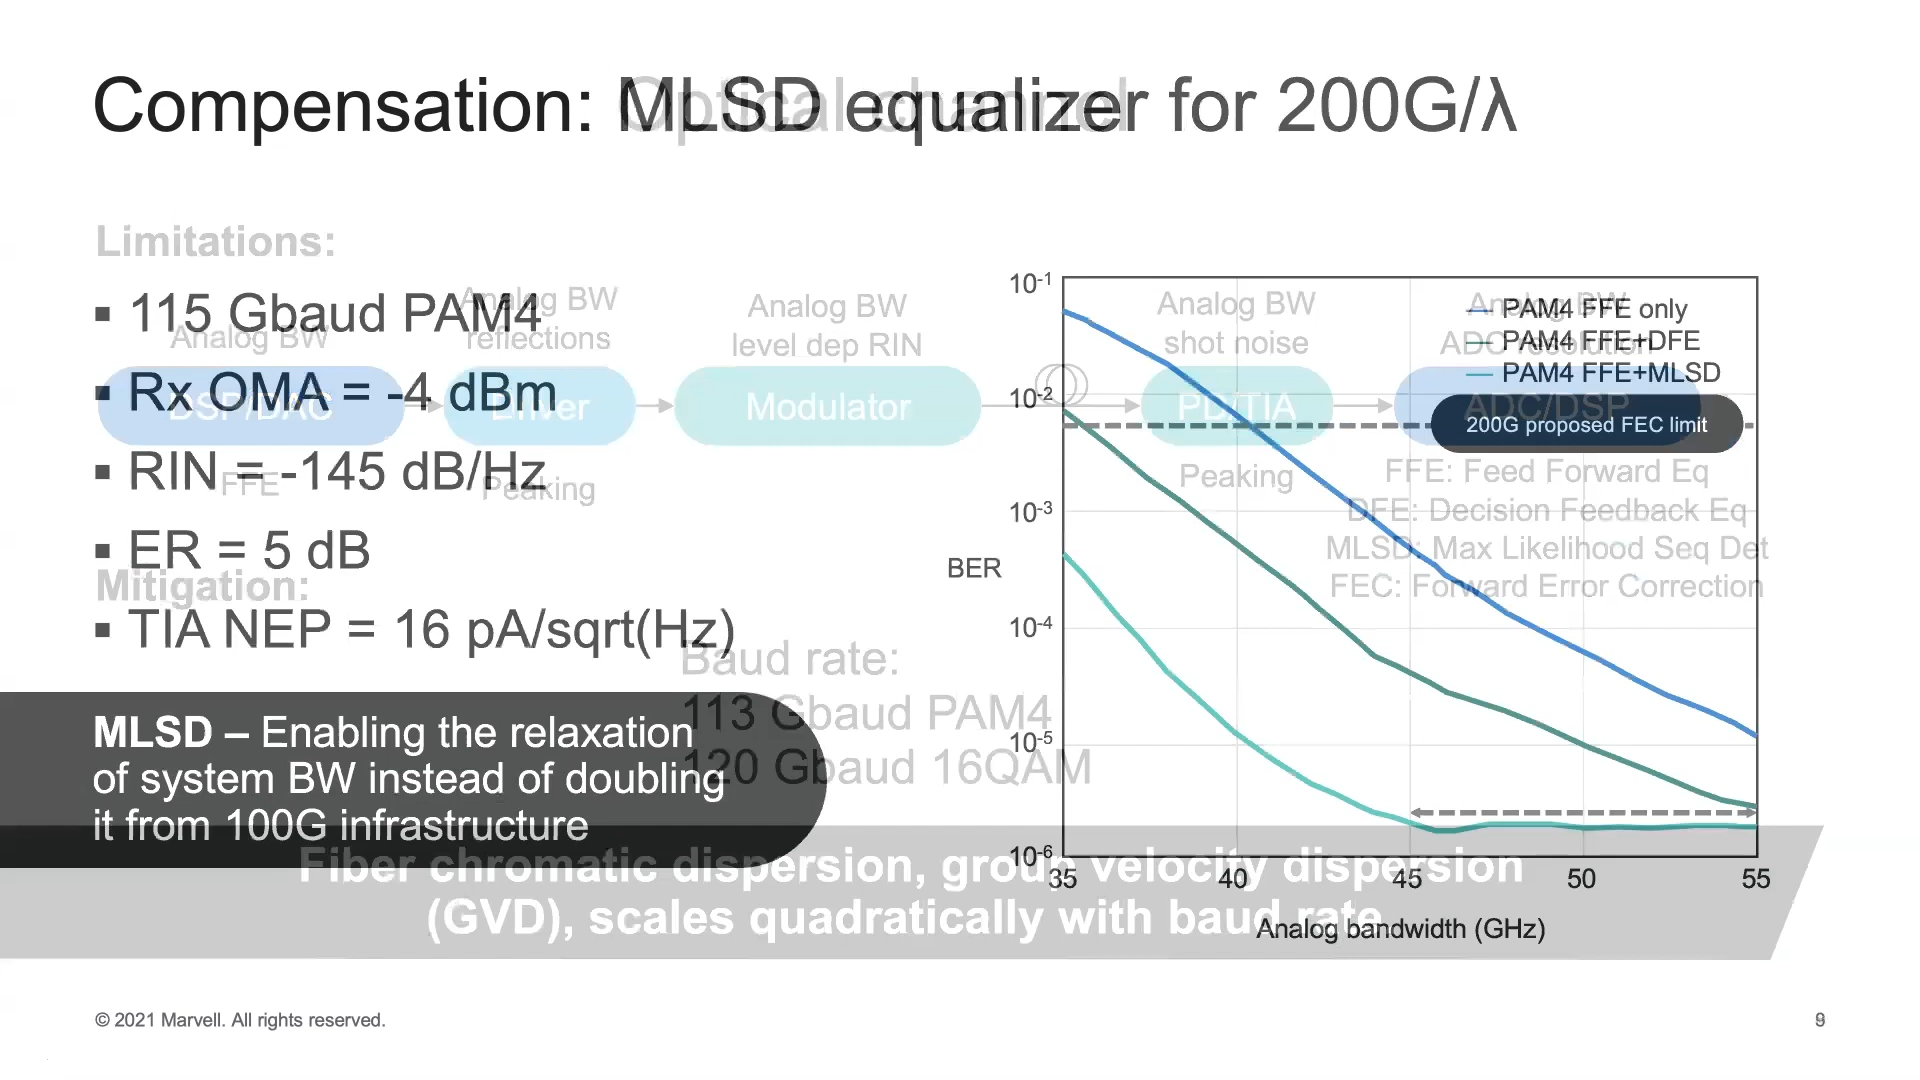 Compensation: MLSD equalizer for 200G/λ
Compensation: Optical channel
Limitations:
▪ 115 Gbaud PAM4
▪ Rx OMA = -4 dBm
▪ RIN = -145 dB/Hz
▪ ER = 5 dB
▪ TIA NEP = 16 pA/sqrt(Hz)
Analog BW
Analog BW
reflections
Analog BW
level dep RIN
Analog BW
shot noise
Analog BW
ADC resolution
DSP/DAC
Driver
Modulator
PD/TIA
ADC/DSP
FFE
Peaking
Peaking
FFE: Feed Forward Eq
DFE: Decision Feedback Eq
MLSD: Max Likelihood Seq Det
FEC: Forward Error Correction
Mitigation:
Baud rate:
113 Gbaud PAM4
120 Gbaud 16QAM
MLSD – Enabling the relaxation
of system BW instead of doubling
it from 100G infrastructure
Fiber chromatic dispersion, group velocity dispersion
(GVD), scales quadratically with baud rate
PAM4 FFE only
PAM4 FFE+DFE
PAM4 FFE+MLSD
200G proposed FEC limit
BER
10-1
10-2
10-3
10-4
10-5
10-6
35 40 45 50 55
Analog bandwidth (GHz)
© 2021 Marvell. All rights reserved.
9